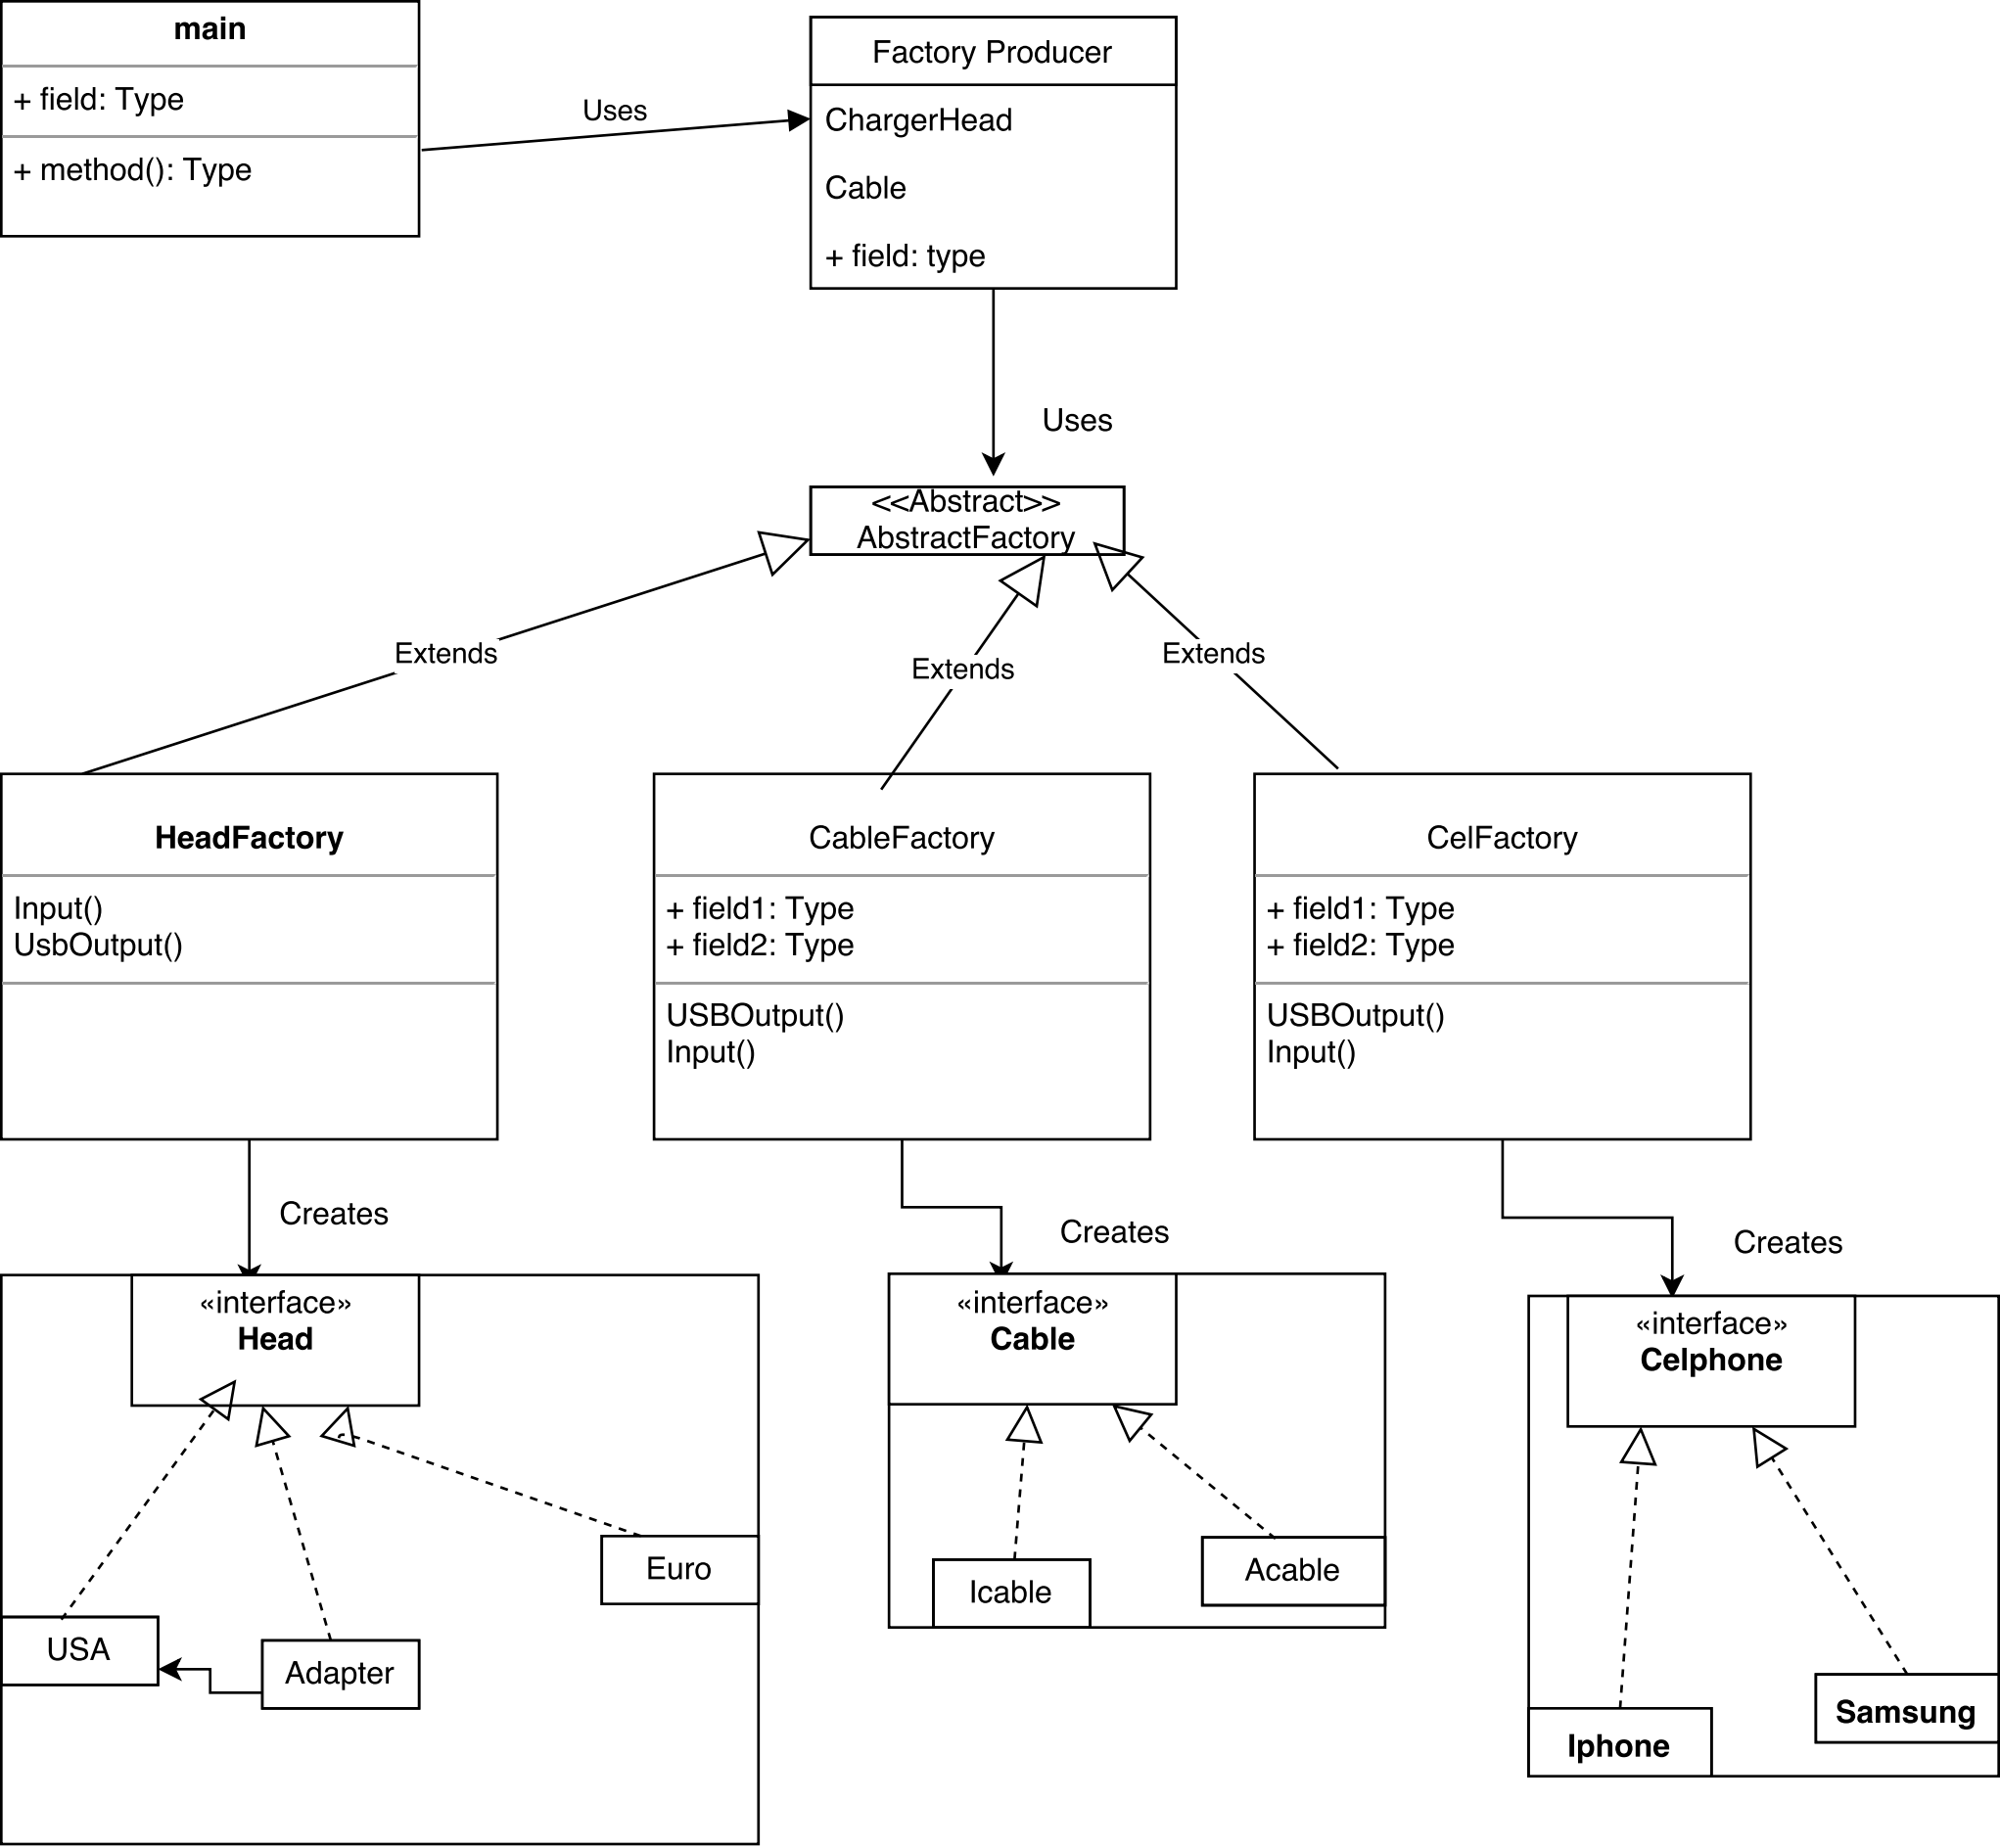 main
+ field: Type
+ method(): Type
Uses
Factory Producer
ChargerHead
Cable
+ field: type
Uses
<<Abstract>>
AbstractFactory
Extends
Extends
Extends
HeadFactory
Input()
UsbOutput()
CableFactory
+ field1: Type
+ field2: Type
USBOutput()
Input()
CelFactory
+ field1: Type
+ field2: Type
USBOutput()
Input()
Creates
Creates
Creates
«interface»
Head
USA
Adapter
Euro
«interface»
Cable
Icable
Acable
«interface»
Celphone
Iphone
Samsung